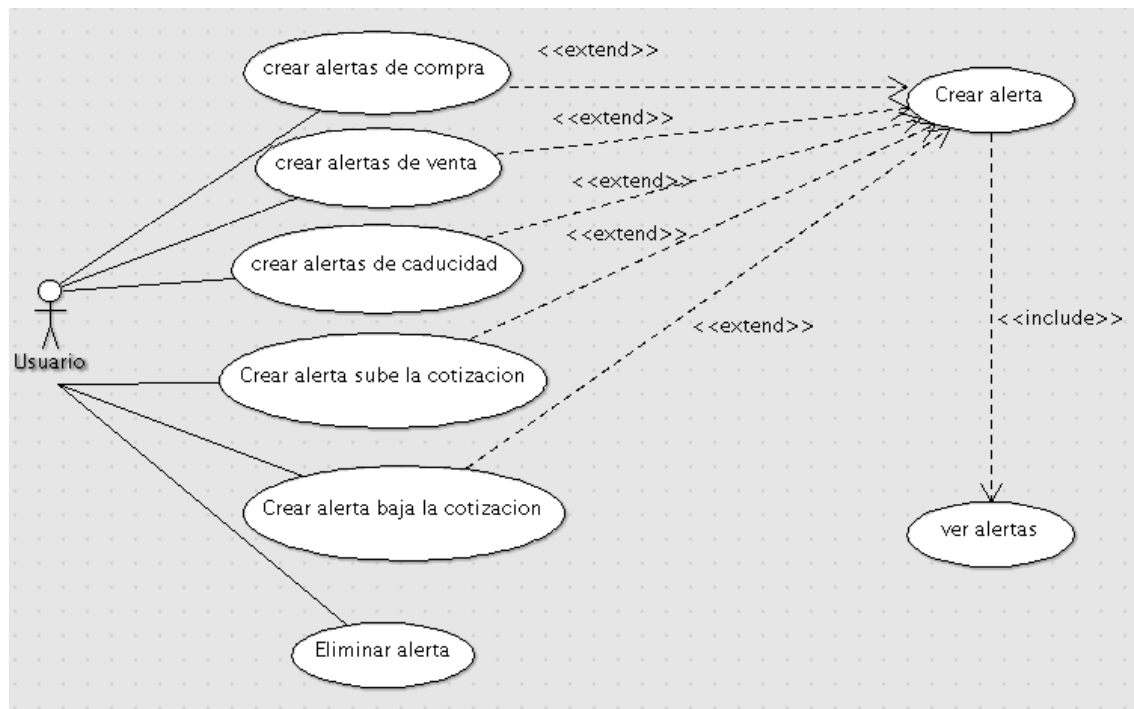 crear alertas de compra
<<extend>>
Crear alerta
crear alertas de venta
<<extend>>
<<extend>>
crear alertas de caducidad
<<extend>>
Usuario
<<extend>>
<<include>>
Crear alerta sube la cotizacion
Crear alerta baja la cotizacion
ver alertas
Eliminar alerta